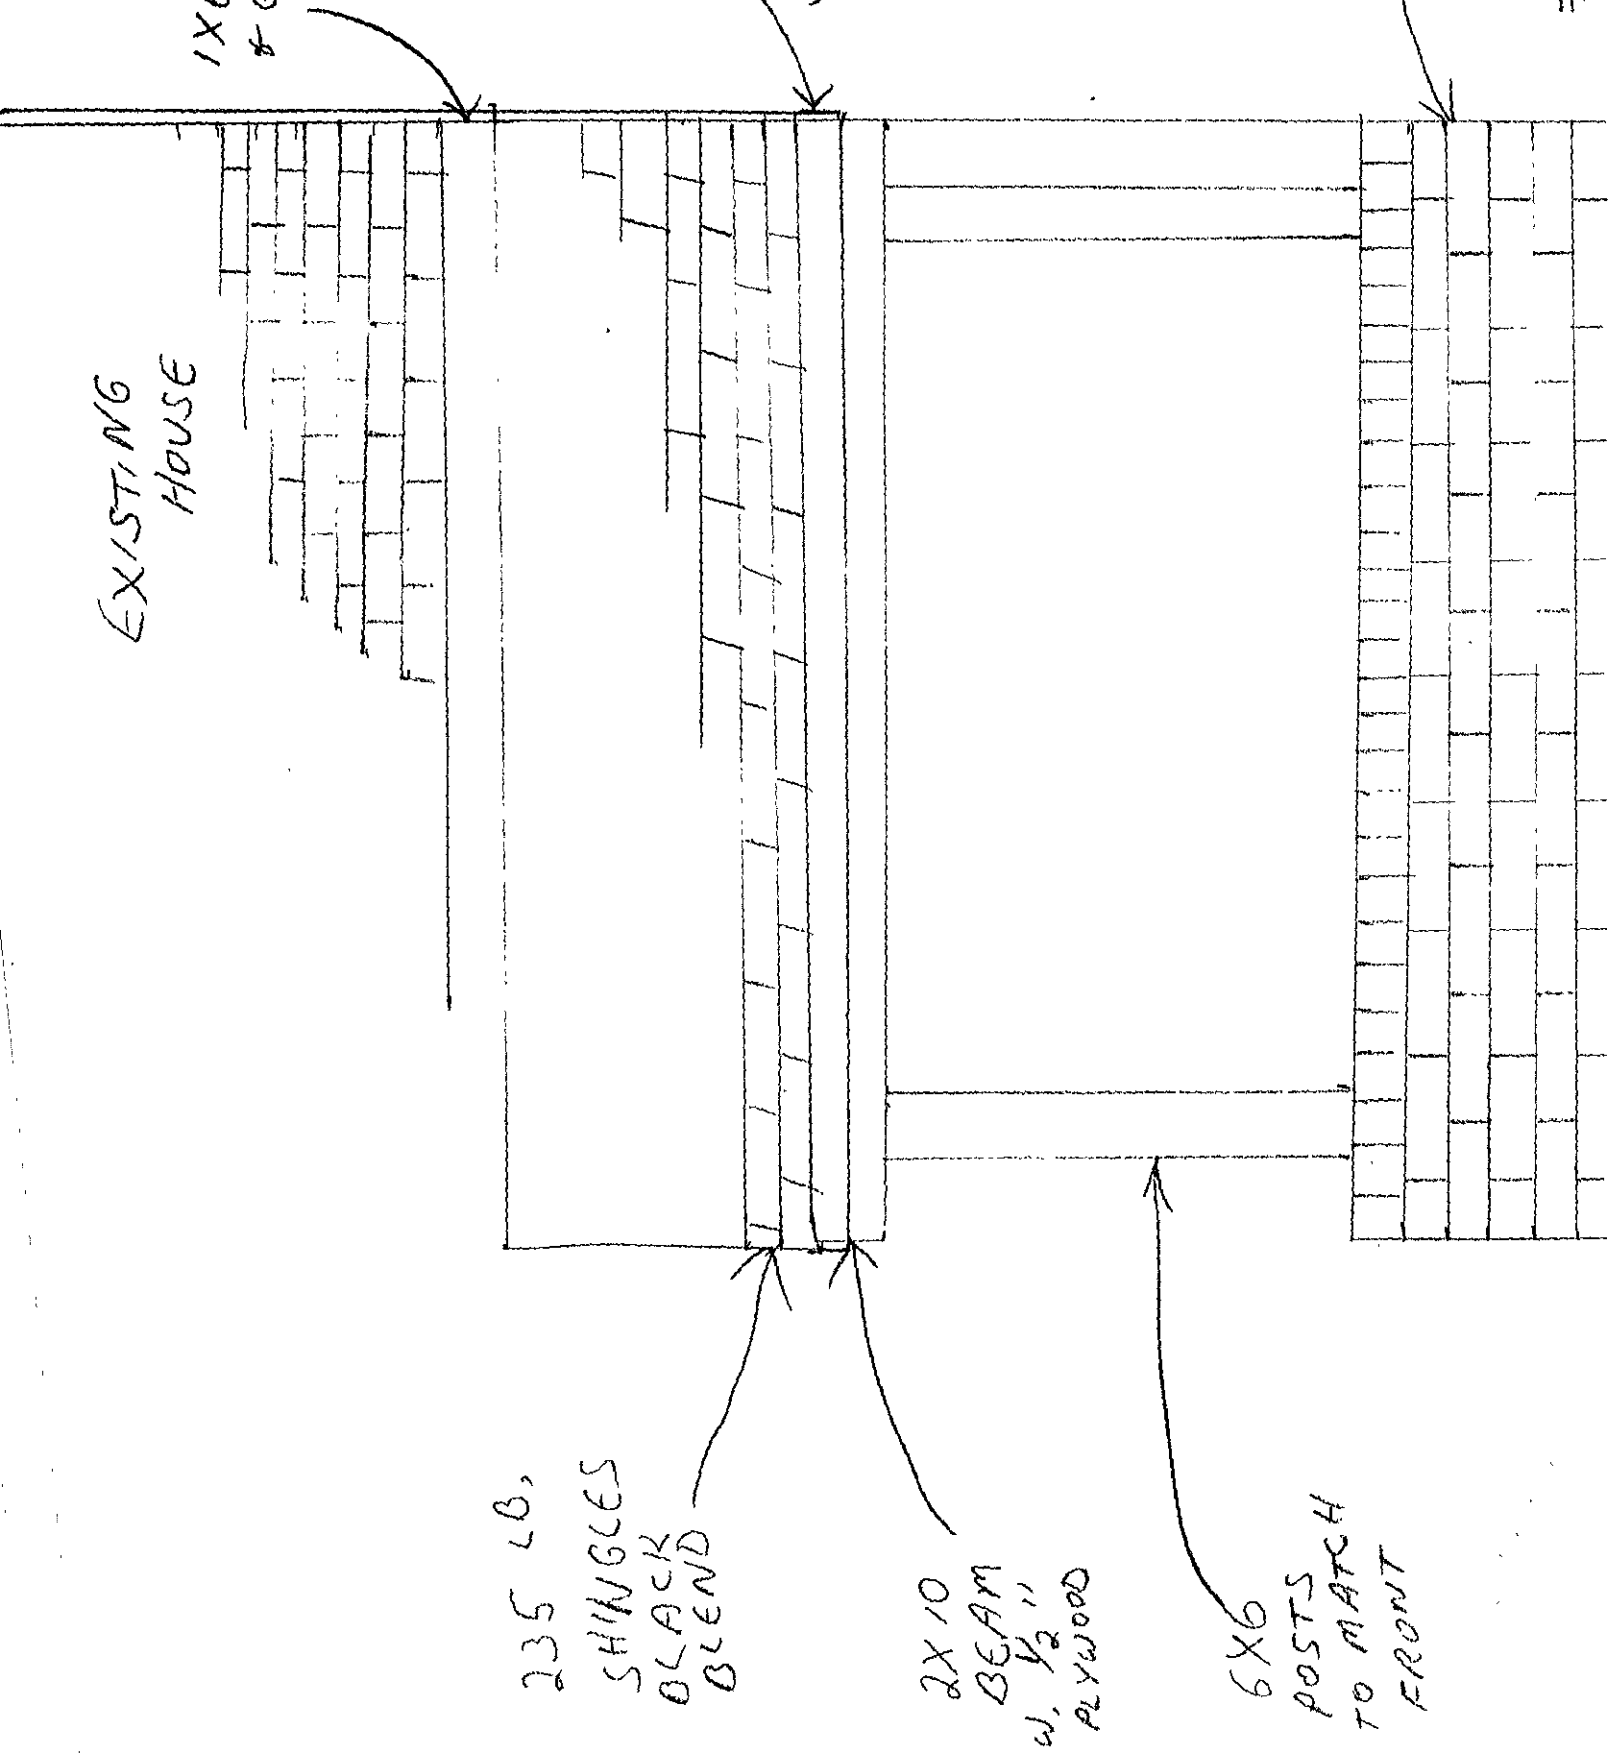 EXISTING
HOUSE
235 LB.
SHINGLES
BLACK
BLEND
2X10
BEAM
W. 1/2"
PLYWOOD
6X6
POSTS
TO MATCH
FRONT